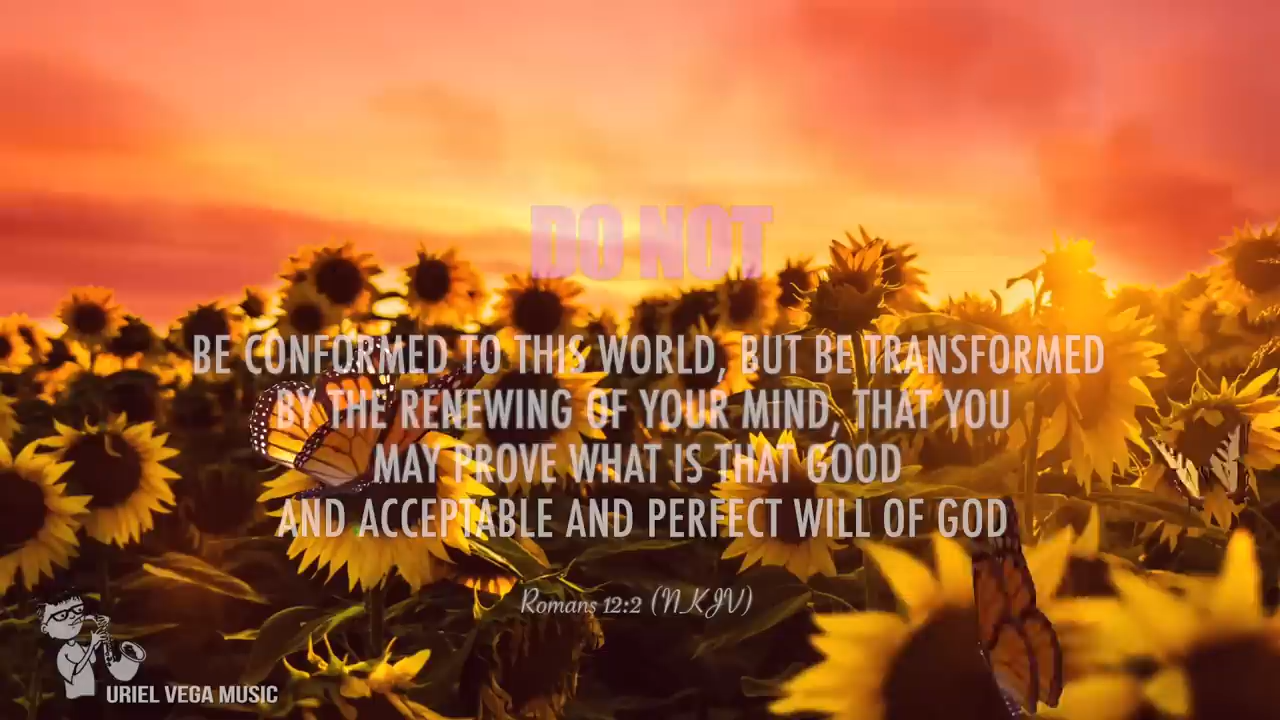 DO NOT
BE CONFORMED TO THIS WORLD, BUT BE TRANSFORMED
BY THE RENEWING OF YOUR MIND, THAT YOU
MAY PROVE WHAT IS THAT GOOD
AND ACCEPTABLE AND PERFECT WILL OF GOD
Romans 12:2 (NKJV)
URIEL VEGA MUSIC